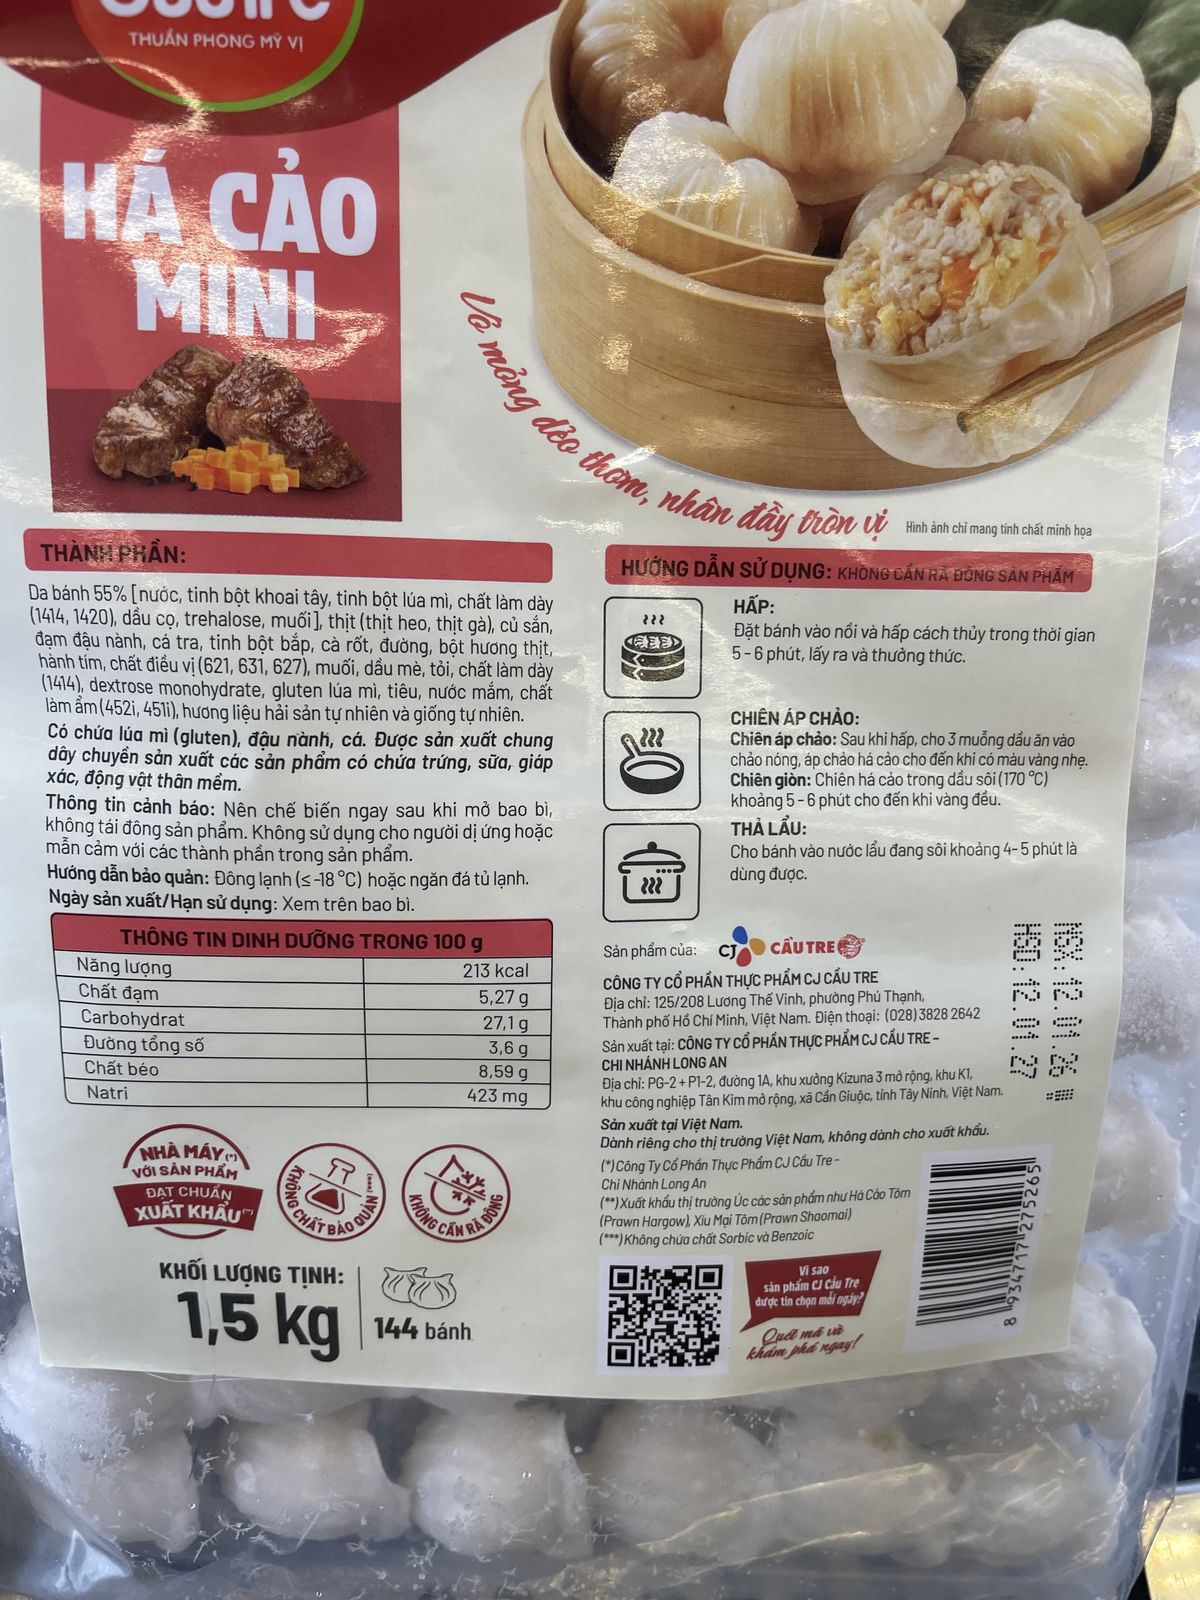 THUẦN PHONG MỸ VỊ
HÁ CẢO
MINI
Vỏ mỏng dẻo thơm, nhân đầy tròn vị
Hình ảnh chỉ mang tính chất minh họa
THÀNH PHẦN:
Da bánh 55% [nước, tinh bột khoai tây, tinh bột lúa mì, chất làm dày
(1414, 1420), dầu cọ, trehalose, muối], thịt (thịt heo, thịt gà), củ sắn,
đạm đậu nành, cá tra, tinh bột bắp, cà rốt, đường, bột hương thịt,
hành tím, chất điều vị (621, 631, 627), muối, dầu mè, tỏi, chất làm dày
(1414), dextrose monohydrate, gluten lúa mì, tiêu, nước mắm, chất
làm ẩm (452i, 451i), hương liệu hải sản tự nhiên và giống tự nhiên.
Có chứa lúa mì (gluten), đậu nành, cá. Được sản xuất chung
dây chuyền sản xuất các sản phẩm có chứa trứng, sữa, giáp
xác, động vật thân mềm.
Thông tin cảnh báo: Nên chế biến ngay sau khi mở bao bì,
không tái đông sản phẩm. Không sử dụng cho người dị ứng hoặc
mẫn cảm với các thành phần trong sản phẩm.
Hướng dẫn bảo quản: Đông lạnh (≤-18 °C) hoặc ngăn đá tủ lạnh.
Ngày sản xuất/Hạn sử dụng: Xem trên bao bì.
THÔNG TIN DINH DƯỠNG TRONG 100 g
Năng lượng 213 kcal
Chất đạm 5,27 g
Carbohydrat 27,1 g
Đường tổng số 3,6 g
Chất béo 8,59 g
Natri 423 mg
NHÀ MÁY(*)
VỚI SẢN PHẨM
ĐẠT CHUẨN
XUẤT KHẨU(**)
KHÔNG CHẤT BẢO QUẢN(***)
KHÔNG CẦN RÃ ĐÔNG
KHỐI LƯỢNG TỊNH:
1,5 kg
144 bánh
HƯỚNG DẪN SỬ DỤNG: KHÔNG CẦN RÃ ĐÔNG SẢN PHẨM
HẤP:
Đặt bánh vào nồi và hấp cách thủy trong thời gian
5 - 6 phút, lấy ra và thưởng thức.
CHIÊN ÁP CHẢO:
Chiên áp chảo: Sau khi hấp, cho 3 muỗng dầu ăn vào
chảo nóng, áp chảo há cảo cho đến khi có màu vàng nhẹ.
Chiên giòn: Chiên há cảo trong dầu sôi (170 °C)
khoảng 5 - 6 phút cho đến khi vàng đều.
THẢ LẨU:
Cho bánh vào nước lẩu đang sôi khoảng 4- 5 phút là
dùng được.
Sản phẩm của: CJ CẦU TRE
CÔNG TY CỔ PHẦN THỰC PHẨM CJ CẦU TRE
Địa chỉ: 125/208 Lương Thế Vinh, phường Phú Thạnh,
Thành phố Hồ Chí Minh, Việt Nam. Điện thoại: (028) 3828 2642
Sản xuất tại: CÔNG TY CỔ PHẦN THỰC PHẨM CJ CẦU TRE -
CHI NHÁNH LONG AN
Địa chỉ: PG-2 + P1-2, đường 1A, khu xưởng Kizuna 3 mở rộng, khu K1,
khu công nghiệp Tân Kim mở rộng, xã Cần Giuộc, tỉnh Tây Ninh, Việt Nam.
Sản xuất tại Việt Nam.
Dành riêng cho thị trường Việt Nam, không dành cho xuất khẩu.
(*) Công Ty Cổ Phần Thực Phẩm CJ Cầu Tre -
Chi Nhánh Long An
(**) Xuất khẩu thị trường Úc các sản phẩm như Há Cảo Tôm
(Prawn Hargow), Xíu Mại Tôm (Prawn Shaomai)
(***) Không chứa chất Sorbic và Benzoic
Vì sao
sản phẩm CJ Cầu Tre
được tin chọn mỗi ngày?
Quét mã và
khám phá ngay!
NSX: 12.01.26
HSD: 12.01.27
8 934717 275265